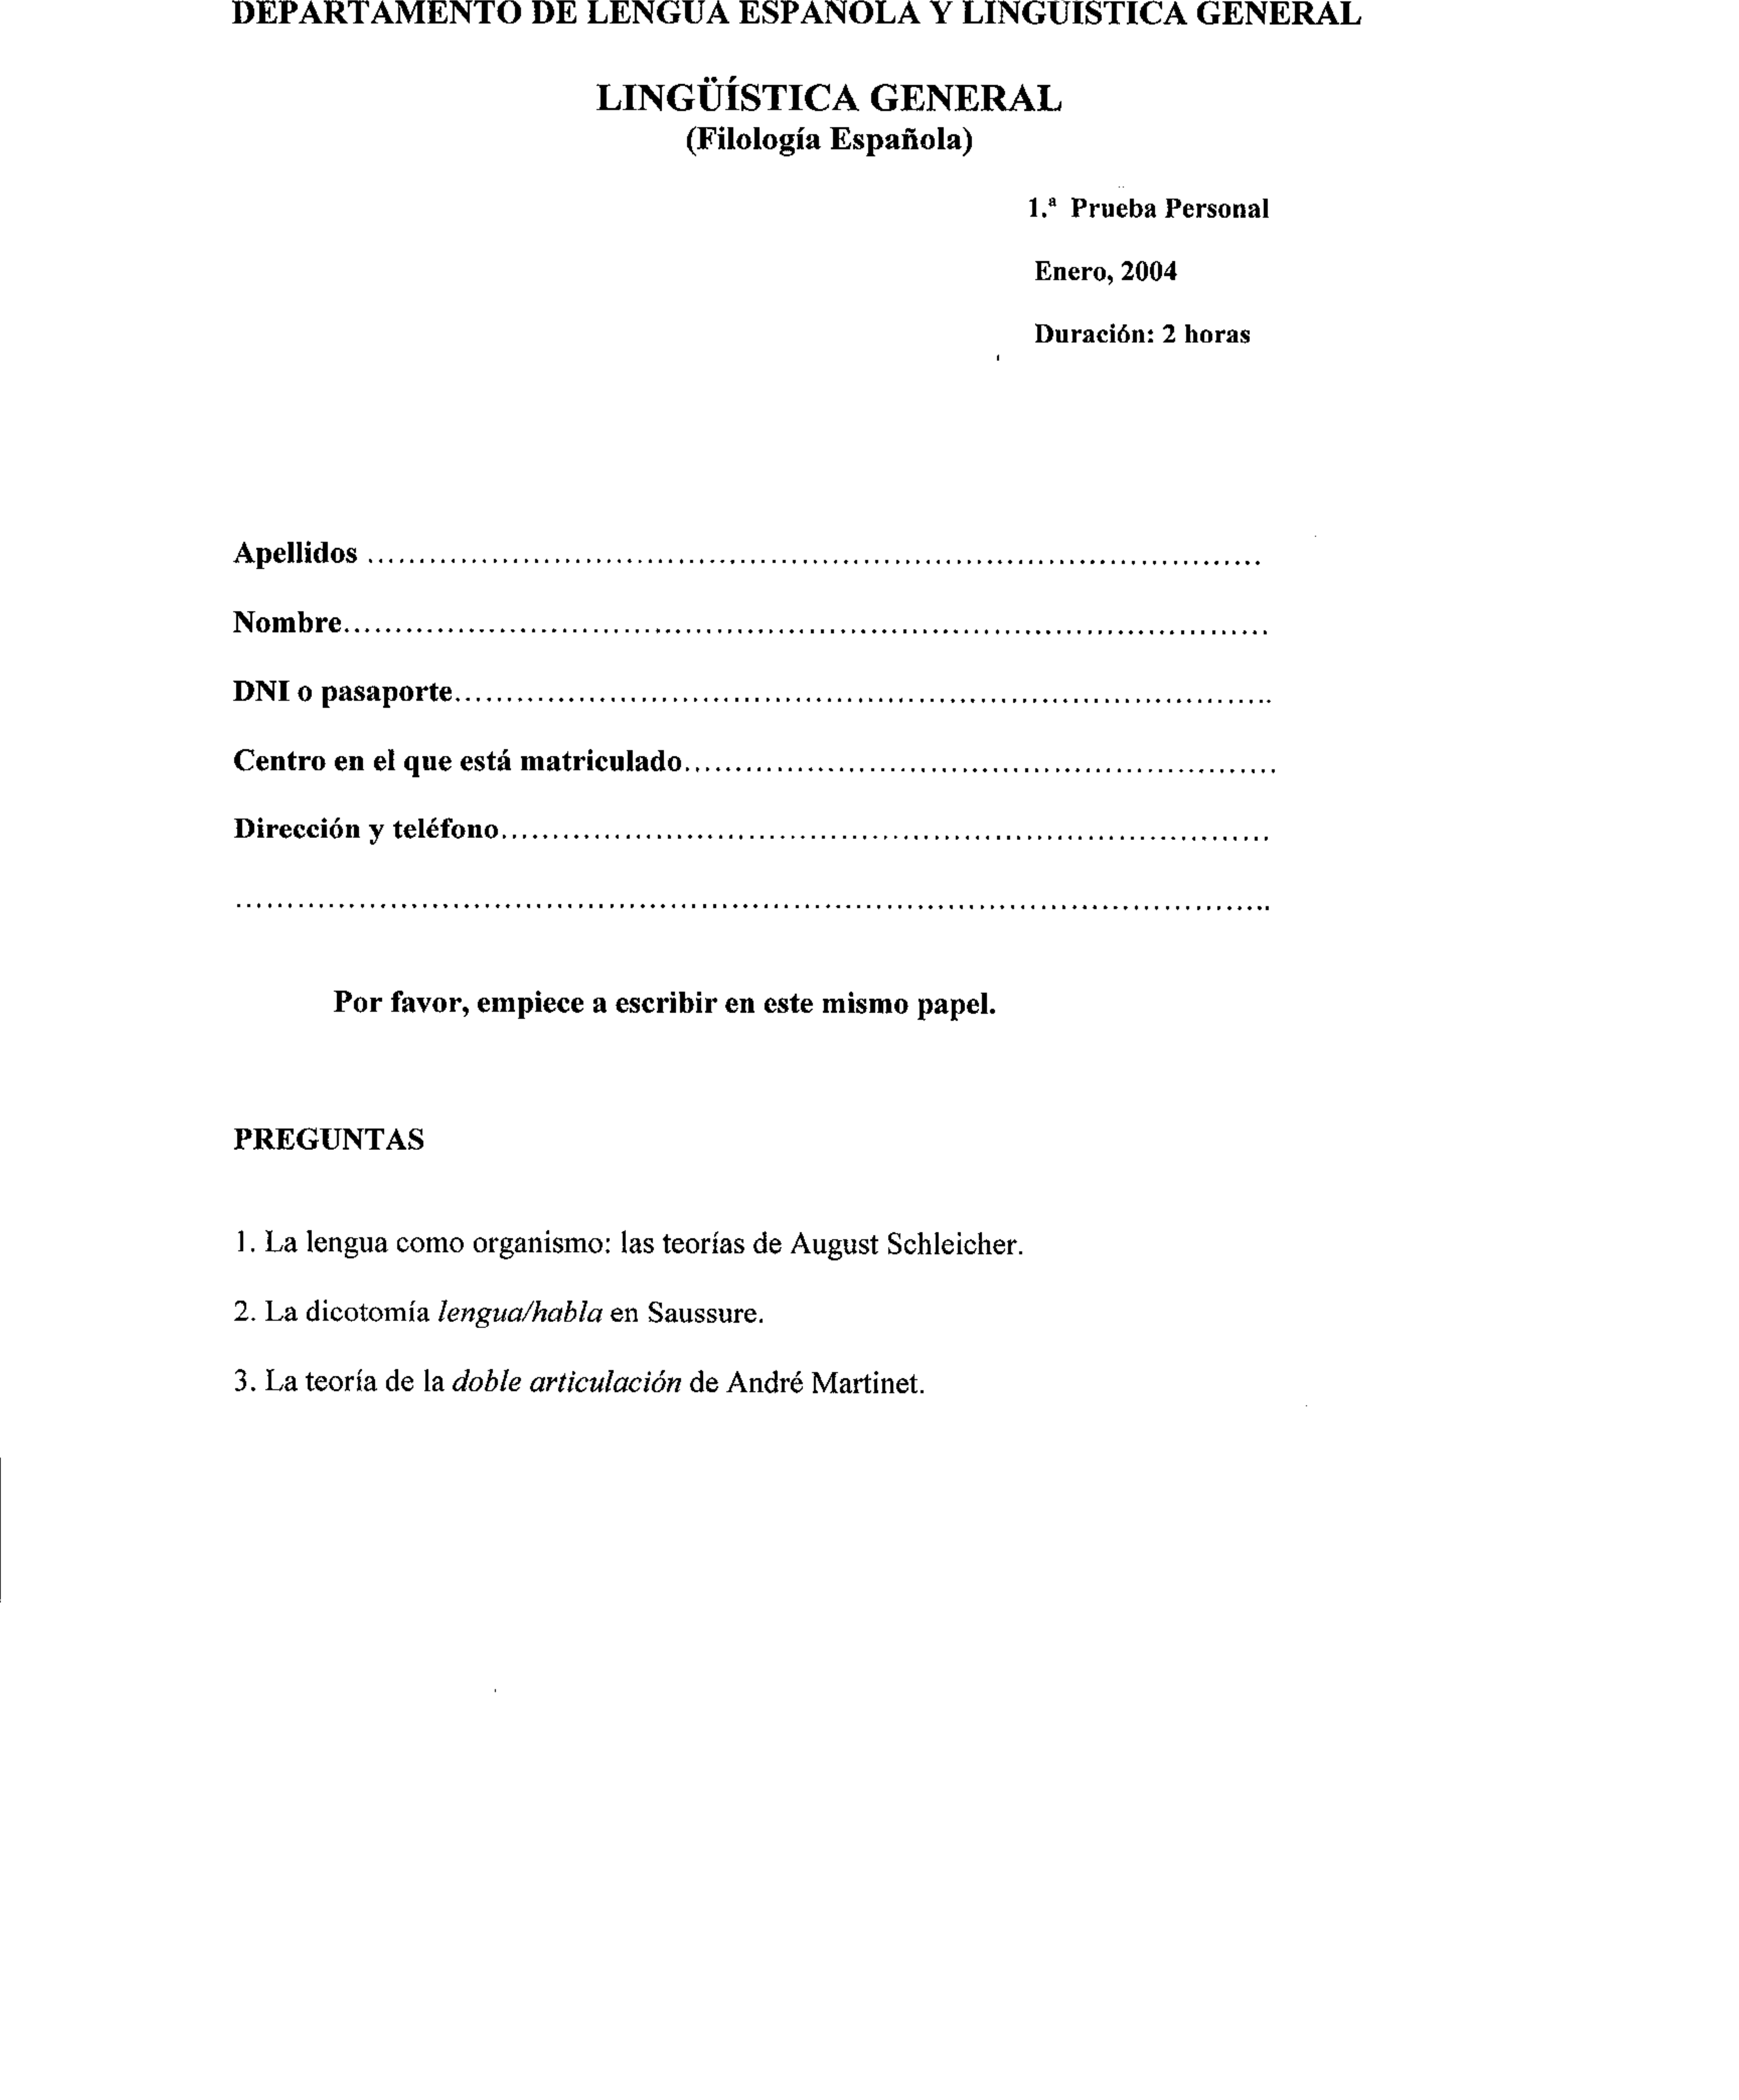 DEPARTAMENTO DE LENGUA ESPAÑOLA Y LINGÜÍSTICA GENERAL
LINGÜÍSTICA GENERAL
(Filología Española)
1.ª Prueba Personal
Enero, 2004
Duración: 2 horas
Apellidos ....................................................................................
Nombre.........................................................................................
DNI o pasaporte...............................................................................
Centro en el que está matriculado.........................................................
Dirección y teléfono..........................................................................
....................................................................................................
Por favor, empiece a escribir en este mismo papel.
PREGUNTAS
1. La lengua como organismo: las teorías de August Schleicher.
2. La dicotomía lengua/habla en Saussure.
3. La teoría de la doble articulación de André Martinet.